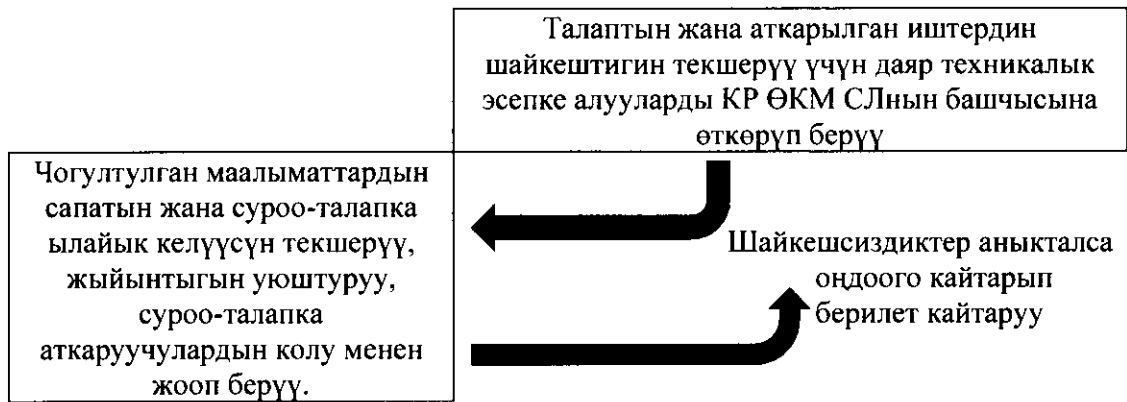 Талаптын жана аткарылган иштердин
шайкештигин текшерүү үчүн даяр техникалык
эсепке алууларды КР ӨКМ СЛнын башчысына
өткөрүп берүү
Чогултулган маалыматтардын
сапатын жана суроо-талапка
ылайык келүүсүн текшерүү,
жыйынтыгын уюштуруу,
суроо-талапка
аткаруучулардын колу менен
жооп берүү.
Шайкешсиздиктер аныкталса
оңдоого кайтарып
берилет кайтаруу